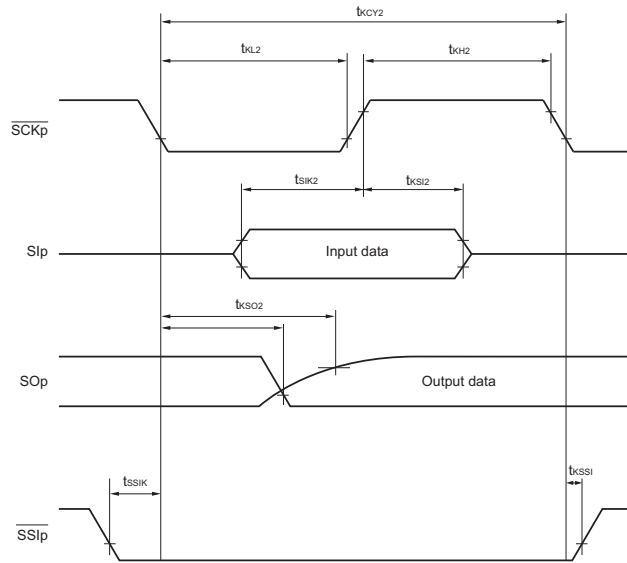 tKCY2
tKL2
tKH2
SCKp
tSIK2
tKSI2
SIp
Input data
tKSO2
SOp
Output data
tSSIK
tKSSI
SSIp